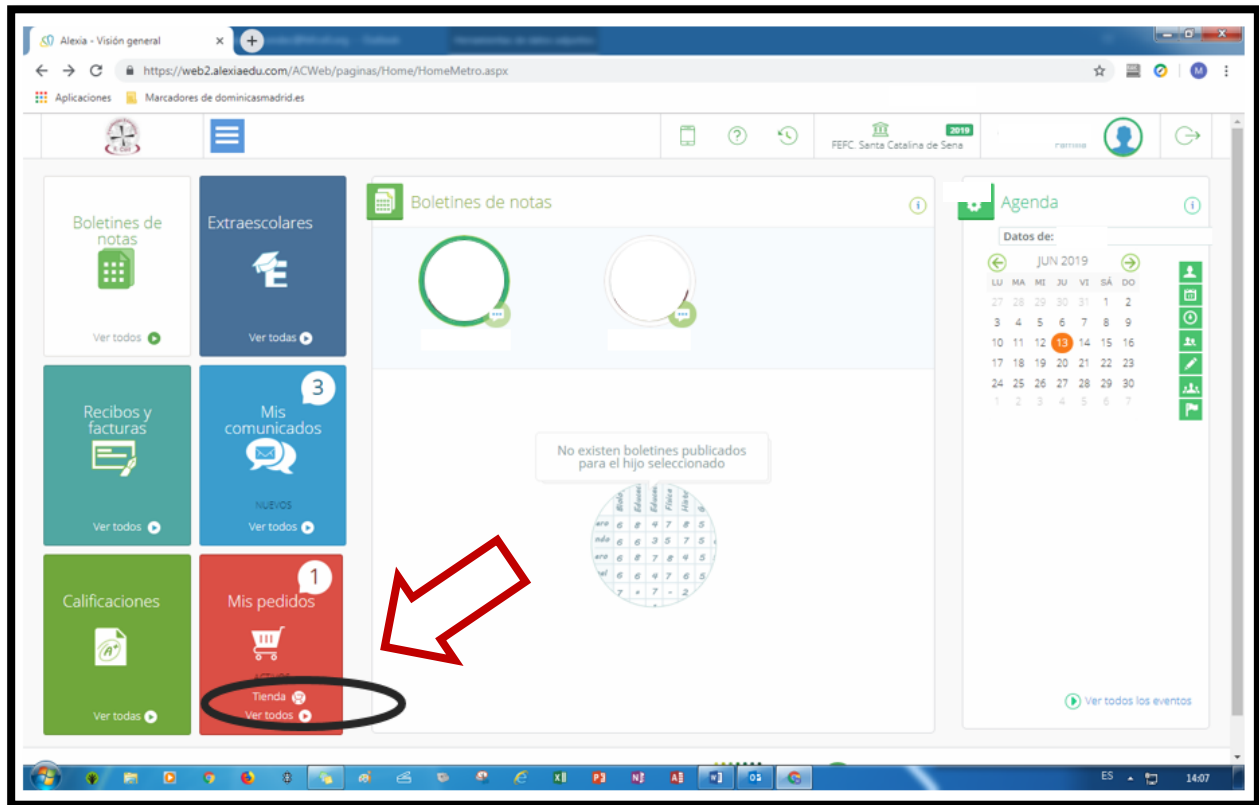 Alexia - Visión general
https://web2.alexiaedu.com/ACWeb/paginas/Home/HomeMetro.aspx
Aplicaciones Marcadores de dominicasmadrid.es
FEFC. Santa Catalina de Sena
2019
Boletines de notas
Ver todos
Extraescolares
Ver todas
Recibos y facturas
Ver todos
3
Mis comunicados
NUEVOS
Ver todos
Calificaciones
Ver todas
1
Mis pedidos
Tienda
Ver todos
Boletines de notas
No existen boletines publicados
para el hijo seleccionado
Agenda
Datos de:
JUN 2019
LU MA MI JU VI SÁ DO
27 28 29 30 31 1 2
3 4 5 6 7 8 9
10 11 12 13 14 15 16
17 18 19 20 21 22 23
24 25 26 27 28 29 30
1 2 3 4 5 6 7
Ver todos los eventos
ES
14:07